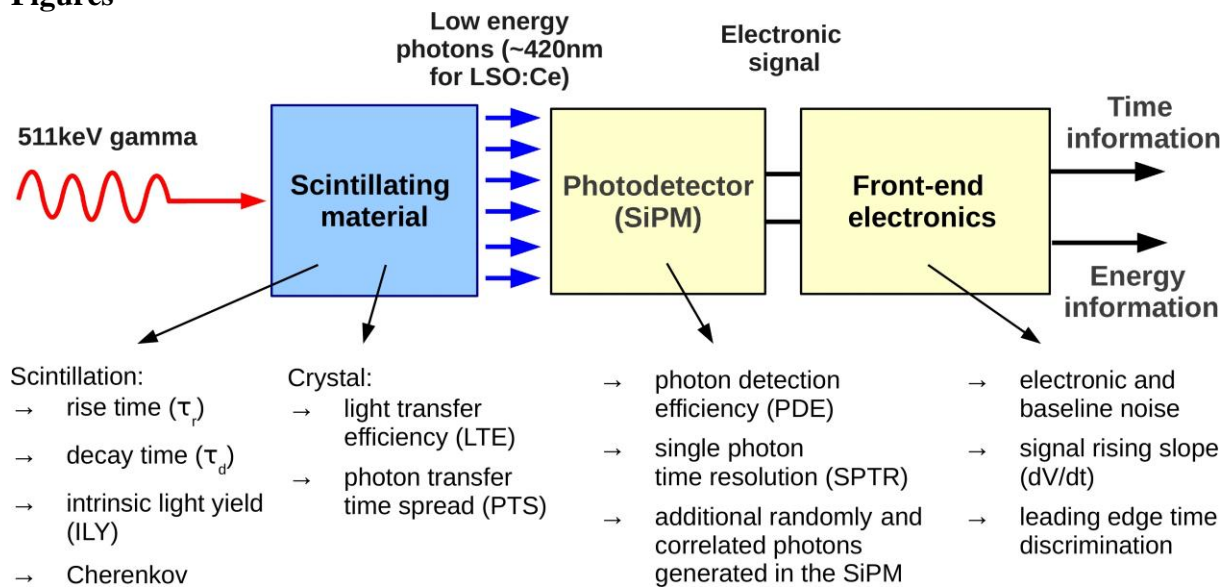 Figures
Low energy
photons (~420nm
for LSO:Ce)
Electronic
signal
511keV gamma
Scintillating
material
Photodetector
(SiPM)
Front-end
electronics
Time
information
Energy
information
Scintillation:
→ rise time (τr)
→ decay time (τd)
→ intrinsic light yield
(ILY)
→ Cherenkov
Crystal:
→ light transfer
efficiency (LTE)
→ photon transfer
time spread (PTS)
→ photon detection
efficiency (PDE)
→ single photon
time resolution (SPTR)
→ additional randomly and
correlated photons
generated in the SiPM
→ electronic and
baseline noise
→ signal rising slope
(dV/dt)
→ leading edge time
discrimination